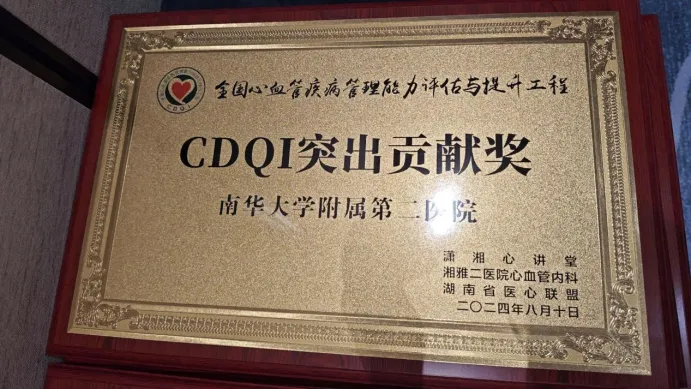 全国心血管疾病管理能力评估与提升工程
CDQI突出贡献奖
南华大学附属第二医院
潇湘心讲堂
湘雅二医院心血管内科
湖南省医心联盟
二〇二四年八月十日